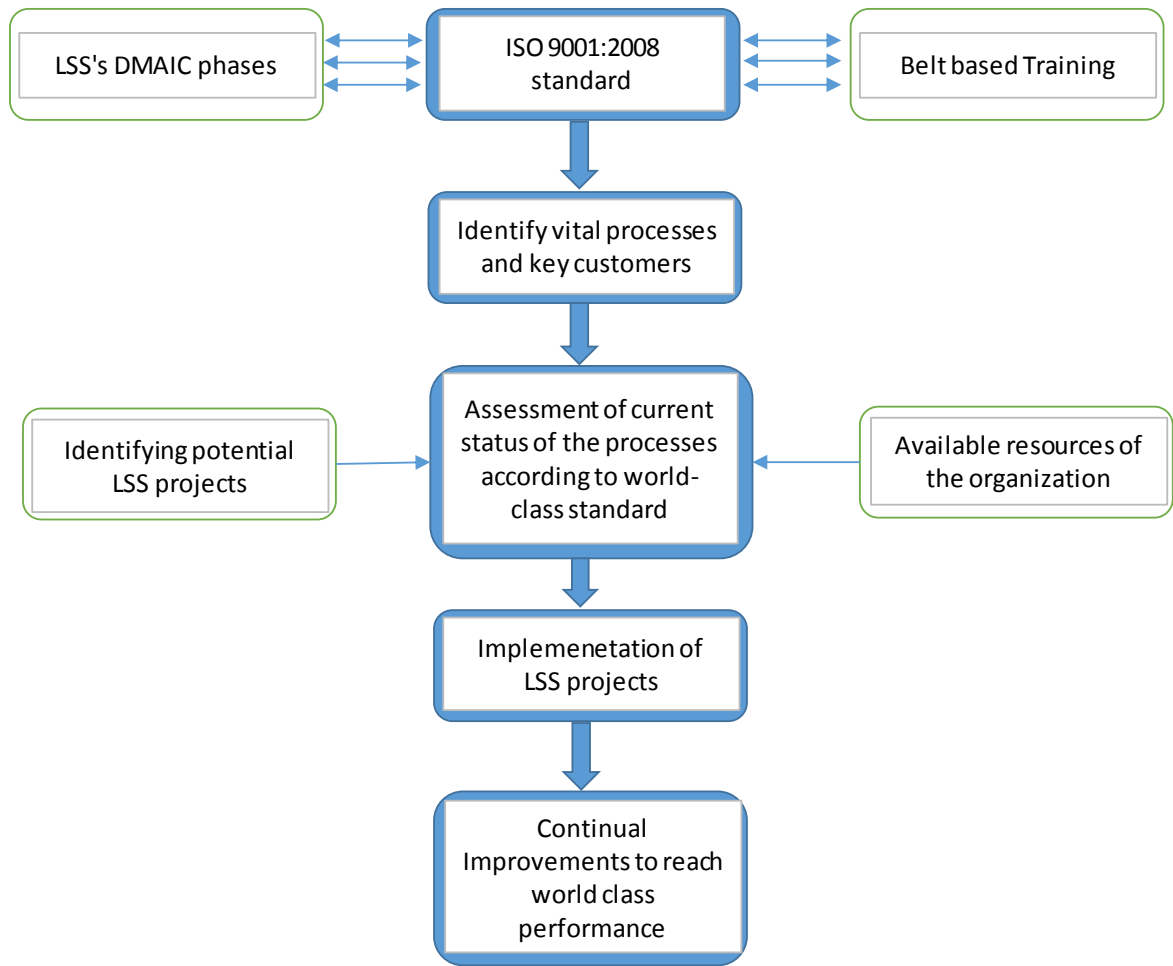 LSS's DMAIC phases
ISO 9001:2008
standard
Belt based Training
Identify vital processes
and key customers
Identifying potential
LSS projects
Assessment of current
status of the processes
according to world-
class standard
Available resources of
the organization
Implemenetation of
LSS projects
Continual
Improvements to reach
world class
performance